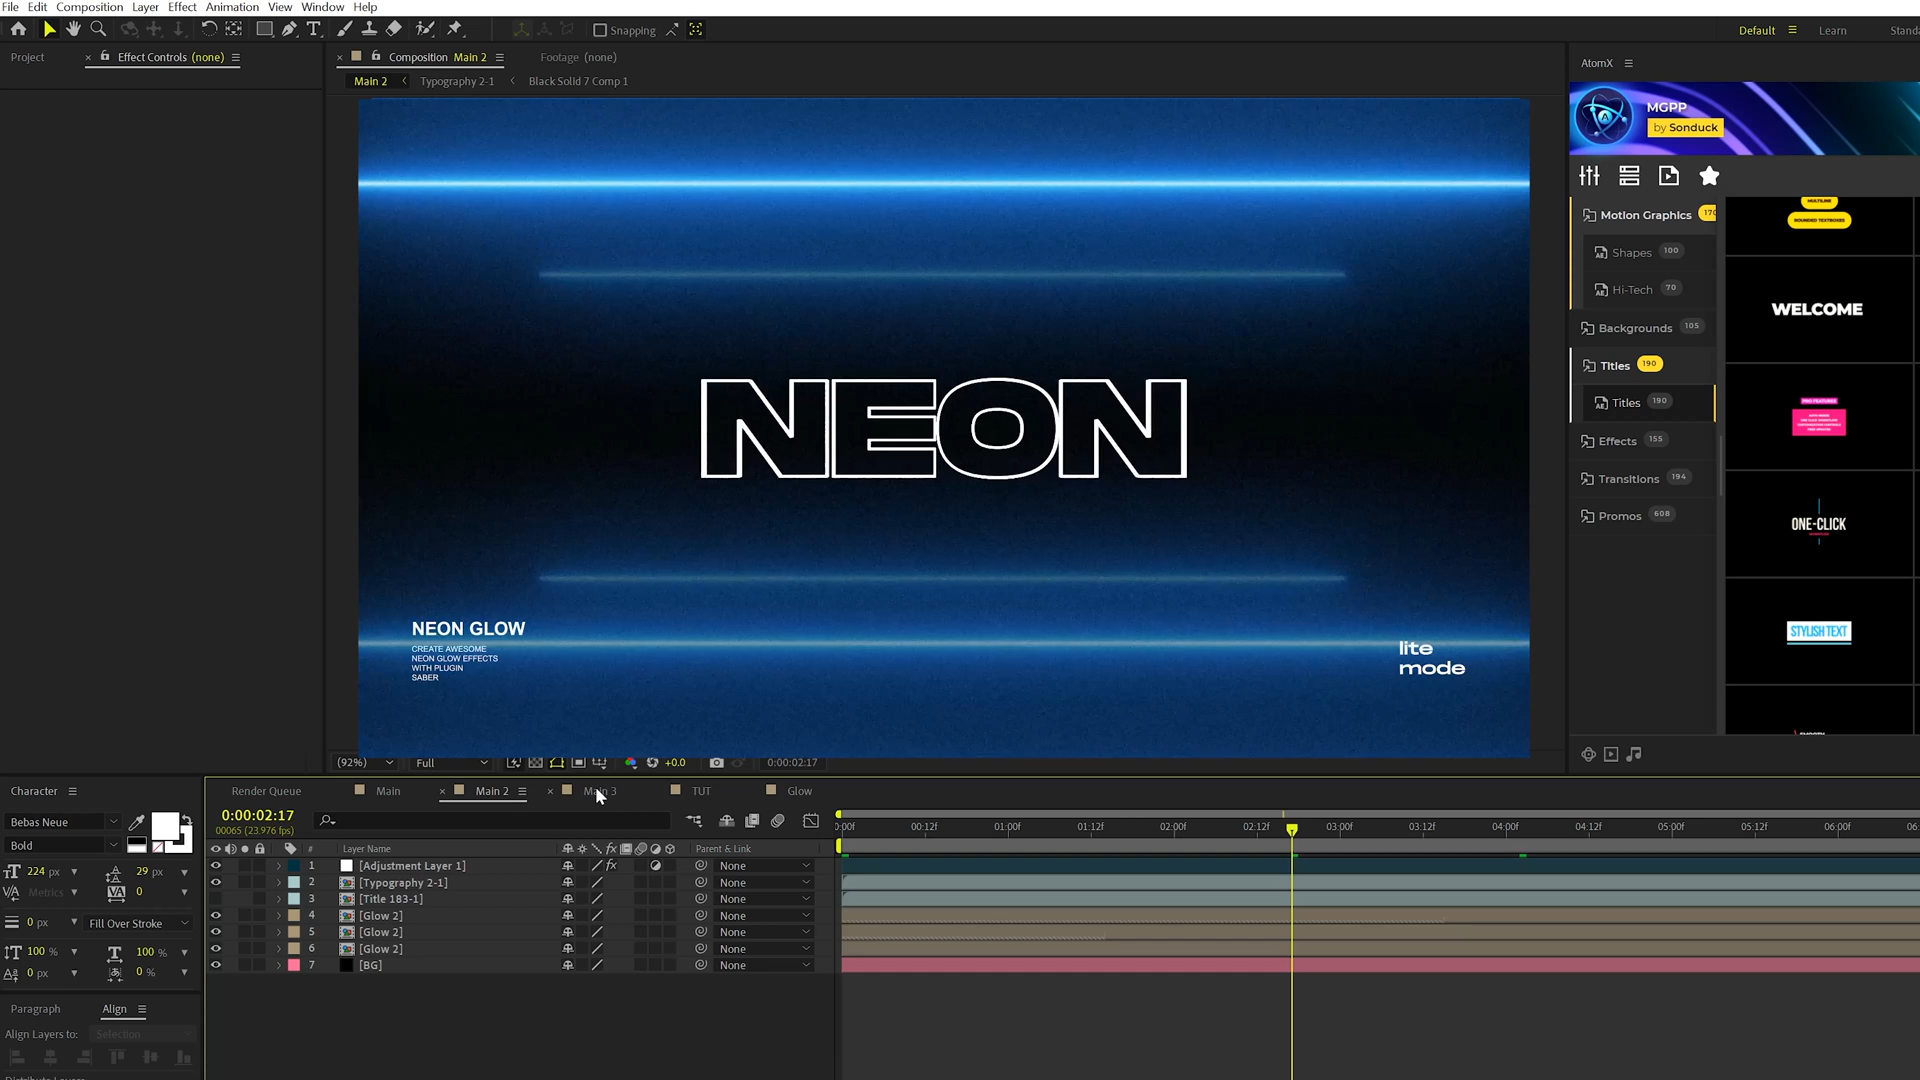 File Edit Composition Layer Effect Animation View Window Help
Snapping
Default Learn
Project Effect Controls (none)
Composition Main 2 Footage (none)
Main 2 Typography 2-1 Black Solid 7 Comp 1
NEON
NEON GLOW
CREATE AWESOME
NEON GLOW EFFECTS
WITH PLUGIN
SABER
lite
mode
(92%) Full +0.0 0:00:02:17
AtomX
MGPP
by Sonduck
Motion Graphics
Shapes 100
Hi-Tech 70
Backgrounds 105
Titles 190
Titles 190
Effects 155
Transitions 194
Promos 608
MULTILINE
ROUNDED TEXTBOXES
WELCOME
PRO FEATURES
ONE-CLICK
STYLISH TEXT
Character
Bebas Neue
Bold
224 px 29 px
Metrics 0
0 px Fill Over Stroke
100 % 100 %
0 px 0 %
Paragraph Align
Align Layers to: Selection
Render Queue Main Main 2 Main 3 TUT Glow
0:00:02:17
00065 (23.976 fps)
# Layer Name Parent & Link
1 [Adjustment Layer 1] None
2 [Typography 2-1] None
3 [Title 183-1] None
4 [Glow 2] None
5 [Glow 2] None
6 [Glow 2] None
7 [BG] None
:00f 00:12f 01:00f 01:12f 02:00f 02:12f 03:00f 03:12f 04:00f 04:12f 05:00f 05:12f 06:00f